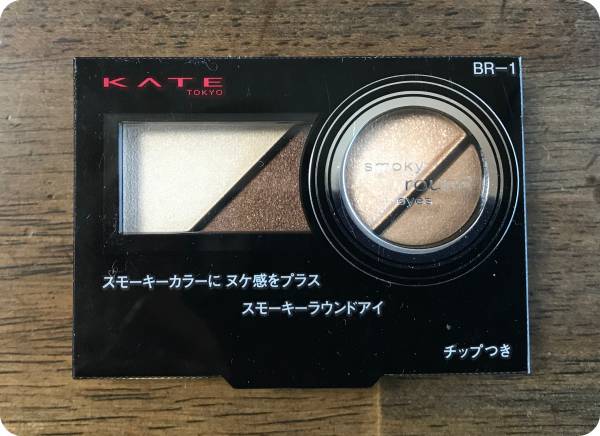 KATE
TOKYO
BR-1
smoky
round
eyes
スモーキーカラーに ヌケ感をプラス
スモーキーラウンドアイ
チップつき